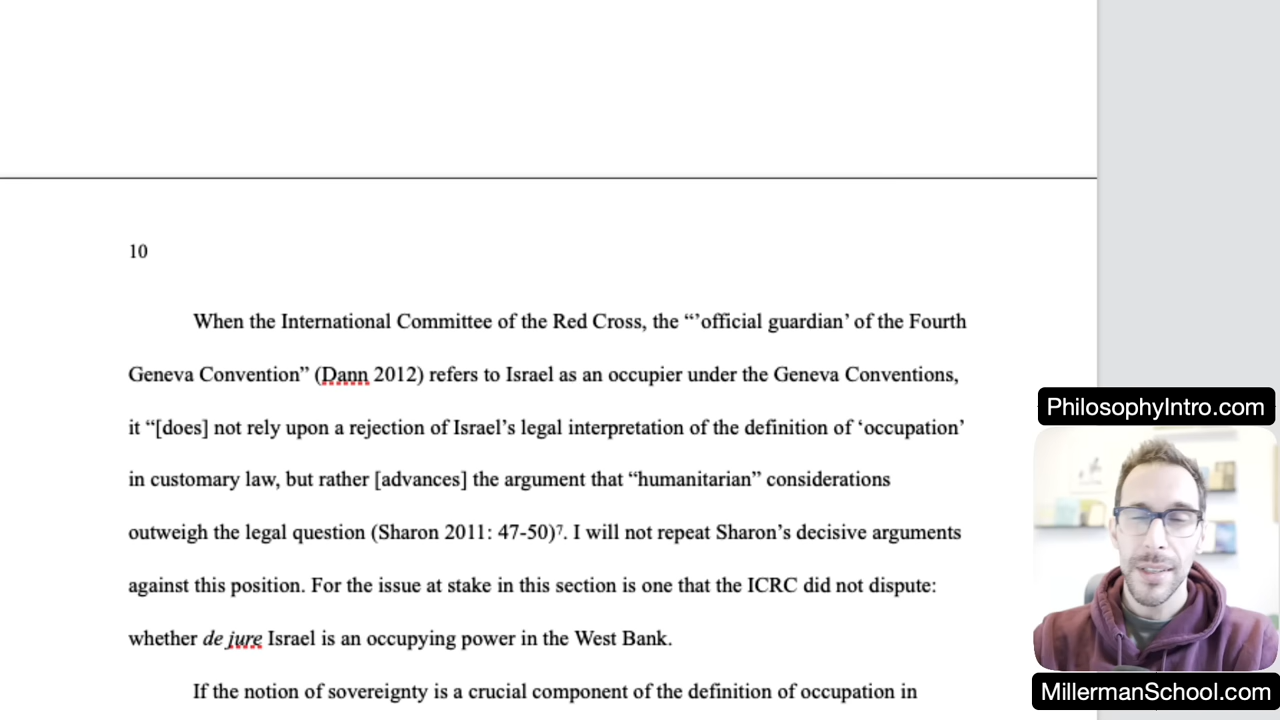 10
When the International Committee of the Red Cross, the “’official guardian’ of the Fourth
Geneva Convention” (Dann 2012) refers to Israel as an occupier under the Geneva Conventions,
it “[does] not rely upon a rejection of Israel’s legal interpretation of the definition of ‘occupation’
in customary law, but rather [advances] the argument that “humanitarian” considerations
outweigh the legal question (Sharon 2011: 47-50)⁷. I will not repeat Sharon’s decisive arguments
against this position. For the issue at stake in this section is one that the ICRC did not dispute:
whether de jure Israel is an occupying power in the West Bank.
If the notion of sovereignty is a crucial component of the definition of occupation in
PhilosophyIntro.com
MillermanSchool.com